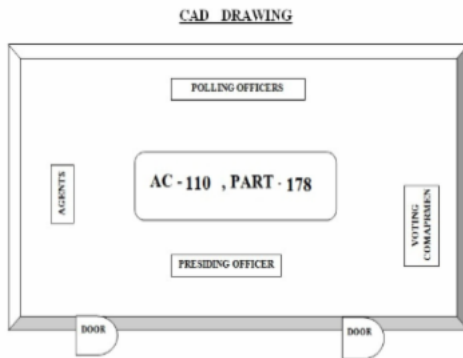 CAD DRAWING
POLLING OFFICERS
AC - 110 , PART - 178
AGENTS
VOTING
COMAPRMEN
PRESIDING OFFICER
DOOR
DOOR